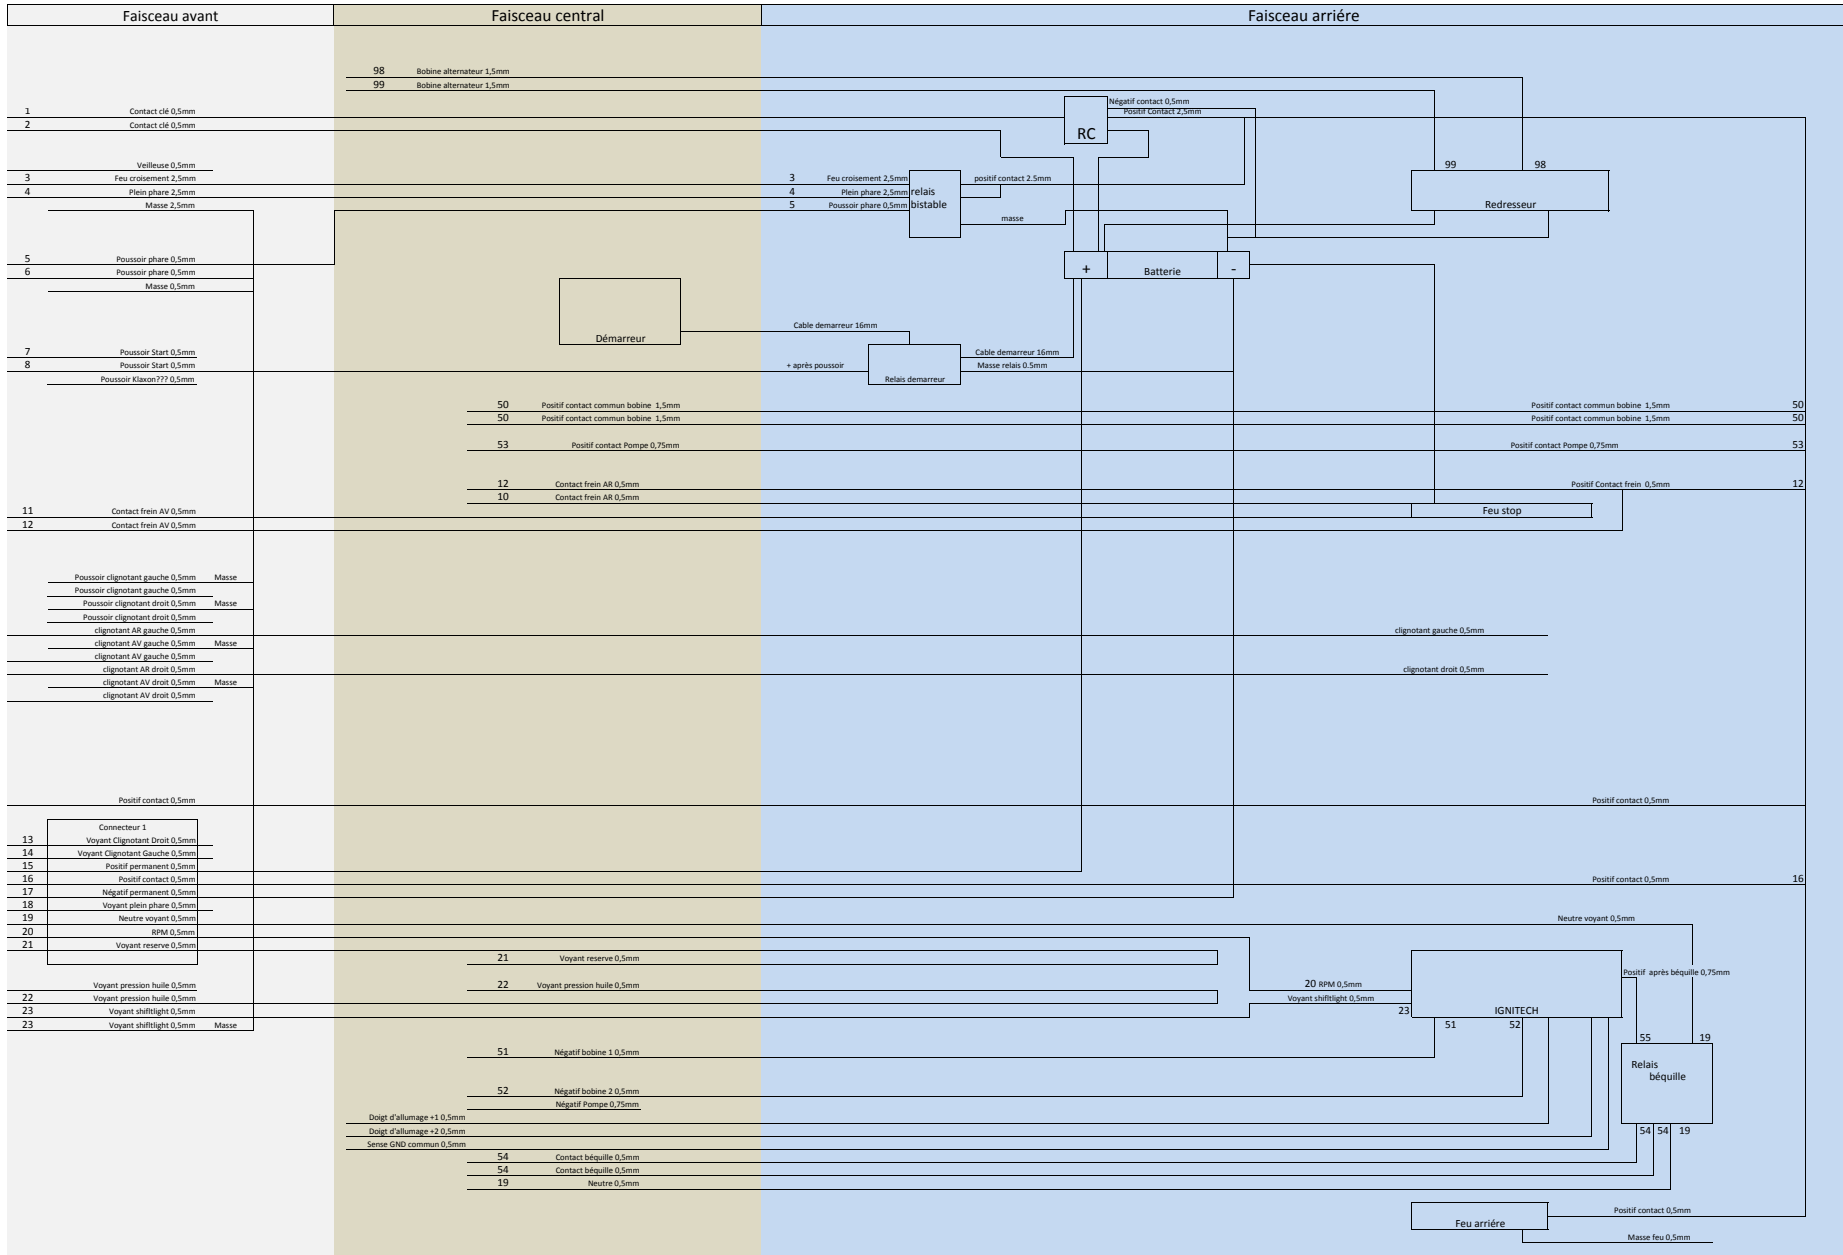 Faisceau avant Faisceau central Faisceau arriére
98 Bobine alternateur 1,5mm
99 Bobine alternateur 1,5mm
Négatif contact 0,5mm
1 Contact clé 0,5mm Positif Contact 2,5mm
2 Contact clé 0,5mm
RC
Veilleuse 0,5mm 99 98
3 Feu croisement 2,5mm 3 Feu croisement 2,5mm positif contact 2.5mm
4 Plein phare 2,5mm 4 Plein phare 2,5mm relais
Masse 2,5mm 5 Poussoir phare 0,5mm bistable Redresseur
masse
5 Poussoir phare 0,5mm
6 Poussoir phare 0,5mm + Batterie -
Masse 0,5mm
Cable demarreur 16mm
Démarreur
7 Poussoir Start 0,5mm Cable demarreur 16mm
8 Poussoir Start 0,5mm + après poussoir Masse relais 0.5mm
Poussoir Klaxon??? 0,5mm Relais demarreur
50 Positif contact commun bobine 1,5mm Positif contact commun bobine 1,5mm 50
50 Positif contact commun bobine 1,5mm Positif contact commun bobine 1,5mm 50
53 Positif contact Pompe 0,75mm Positif contact Pompe 0,75mm 53
12 Contact frein AR 0,5mm Positif Contact frein 0,5mm 12
10 Contact frein AR 0,5mm
11 Contact frein AV 0,5mm Feu stop
12 Contact frein AV 0,5mm
Poussoir clignotant gauche 0,5mm Masse
Poussoir clignotant gauche 0,5mm
Poussoir clignotant droit 0,5mm Masse
Poussoir clignotant droit 0,5mm
clignotant AR gauche 0,5mm clignotant gauche 0,5mm
clignotant AV gauche 0,5mm Masse
clignotant AV gauche 0,5mm
clignotant AR droit 0,5mm clignotant droit 0,5mm
clignotant AV droit 0,5mm Masse
clignotant AV droit 0,5mm
Positif contact 0,5mm Positif contact 0,5mm
Connecteur 1
13 Voyant Clignotant Droit 0,5mm
14 Voyant Clignotant Gauche 0,5mm
15 Positif permanent 0,5mm
16 Positif contact 0,5mm Positif contact 0,5mm 16
17 Négatif permanent 0,5mm
18 Voyant plein phare 0,5mm
19 Neutre voyant 0,5mm Neutre voyant 0,5mm
20 RPM 0,5mm
21 Voyant reserve 0,5mm
21 Voyant reserve 0,5mm
Positif après béquille 0,75mm
Voyant pression huile 0,5mm 22 Voyant pression huile 0,5mm 20 RPM 0,5mm
22 Voyant pression huile 0,5mm Voyant shifltlight 0,5mm
23 Voyant shifltlight 0,5mm 23 IGNITECH
23 Voyant shifltlight 0,5mm Masse 51 52
55 19
51 Négatif bobine 1 0,5mm
Relais
béquille
52 Négatif bobine 2 0,5mm
Négatif Pompe 0,75mm
Doigt d'allumage +1 0,5mm
Doigt d'allumage +2 0,5mm 54 54 19
Sense GND commun 0,5mm
54 Contact béquille 0,5mm
54 Contact béquille 0,5mm
19 Neutre 0,5mm
Positif contact 0,5mm
Feu arriére
Masse feu 0,5mm